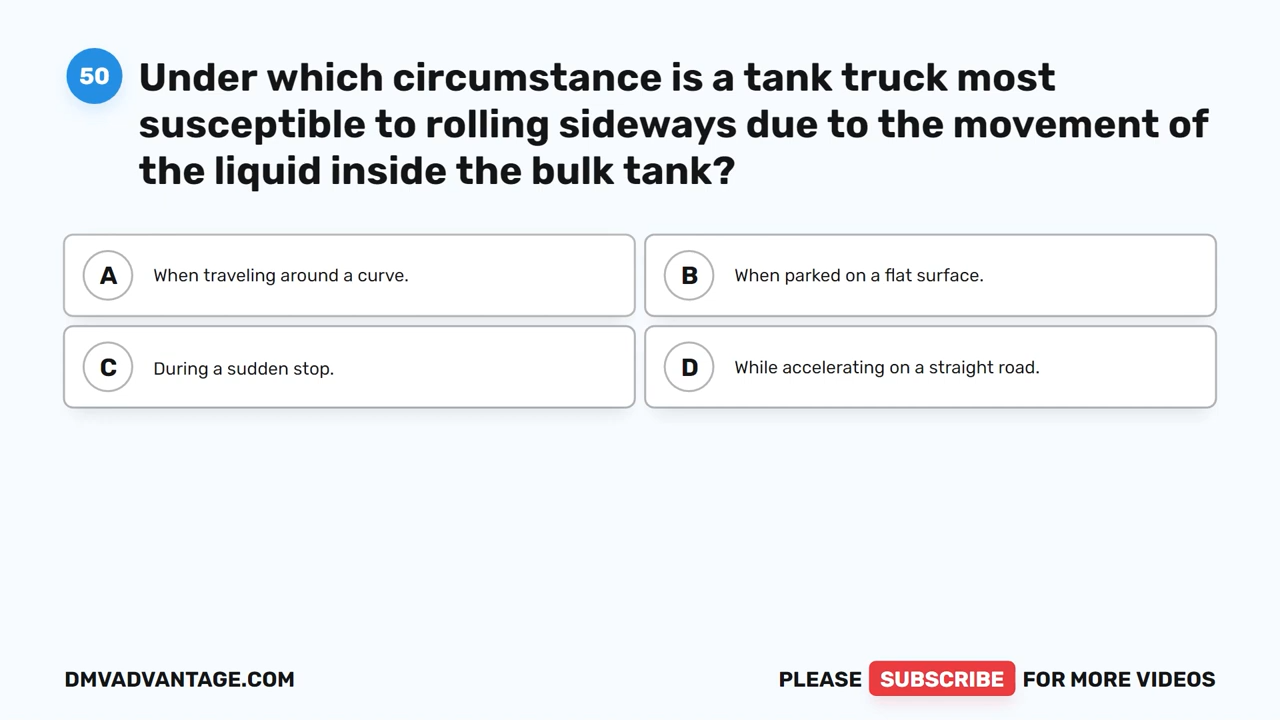 50
Under which circumstance is a tank truck most
susceptible to rolling sideways due to the movement of
the liquid inside the bulk tank?
A When traveling around a curve.
B When parked on a flat surface.
C During a sudden stop.
D While accelerating on a straight road.
DMVADVANTAGE.COM
PLEASE SUBSCRIBE FOR MORE VIDEOS